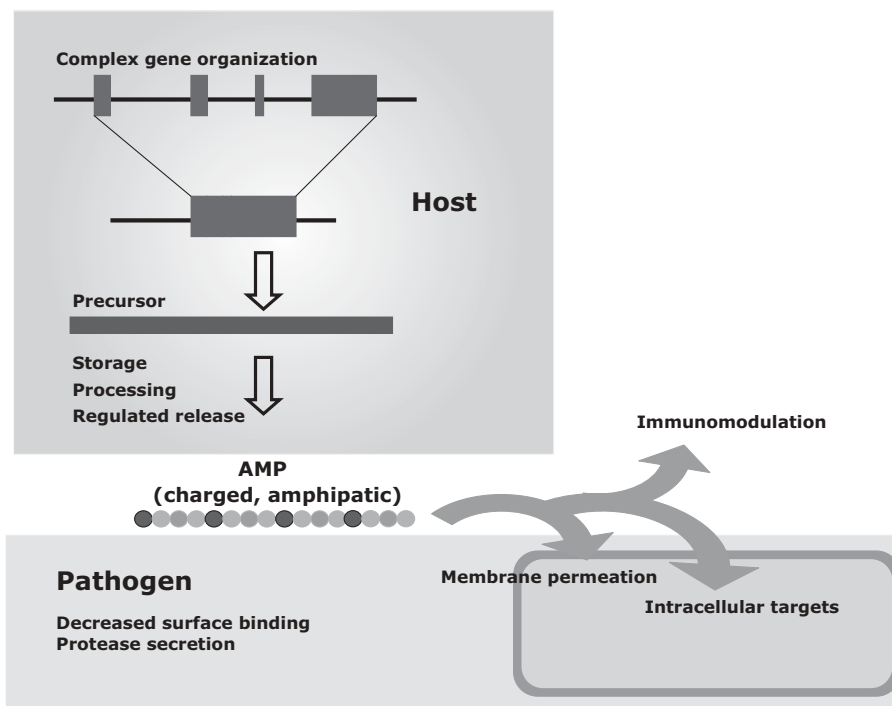 Complex gene organization
Host
Precursor
Storage
Processing
Regulated release
AMP
(charged, amphipatic)
Immunomodulation
Pathogen
Decreased surface binding
Protease secretion
Membrane permeation
Intracellular targets